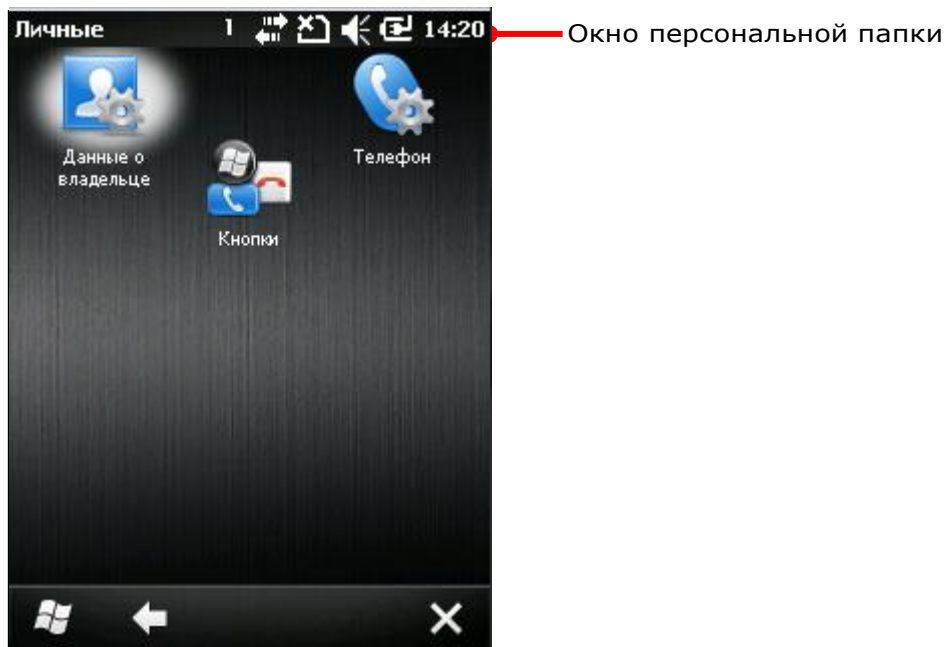 Личные 1 14:20
Окно персональной папки
Данные о
владельце
Телефон
Кнопки